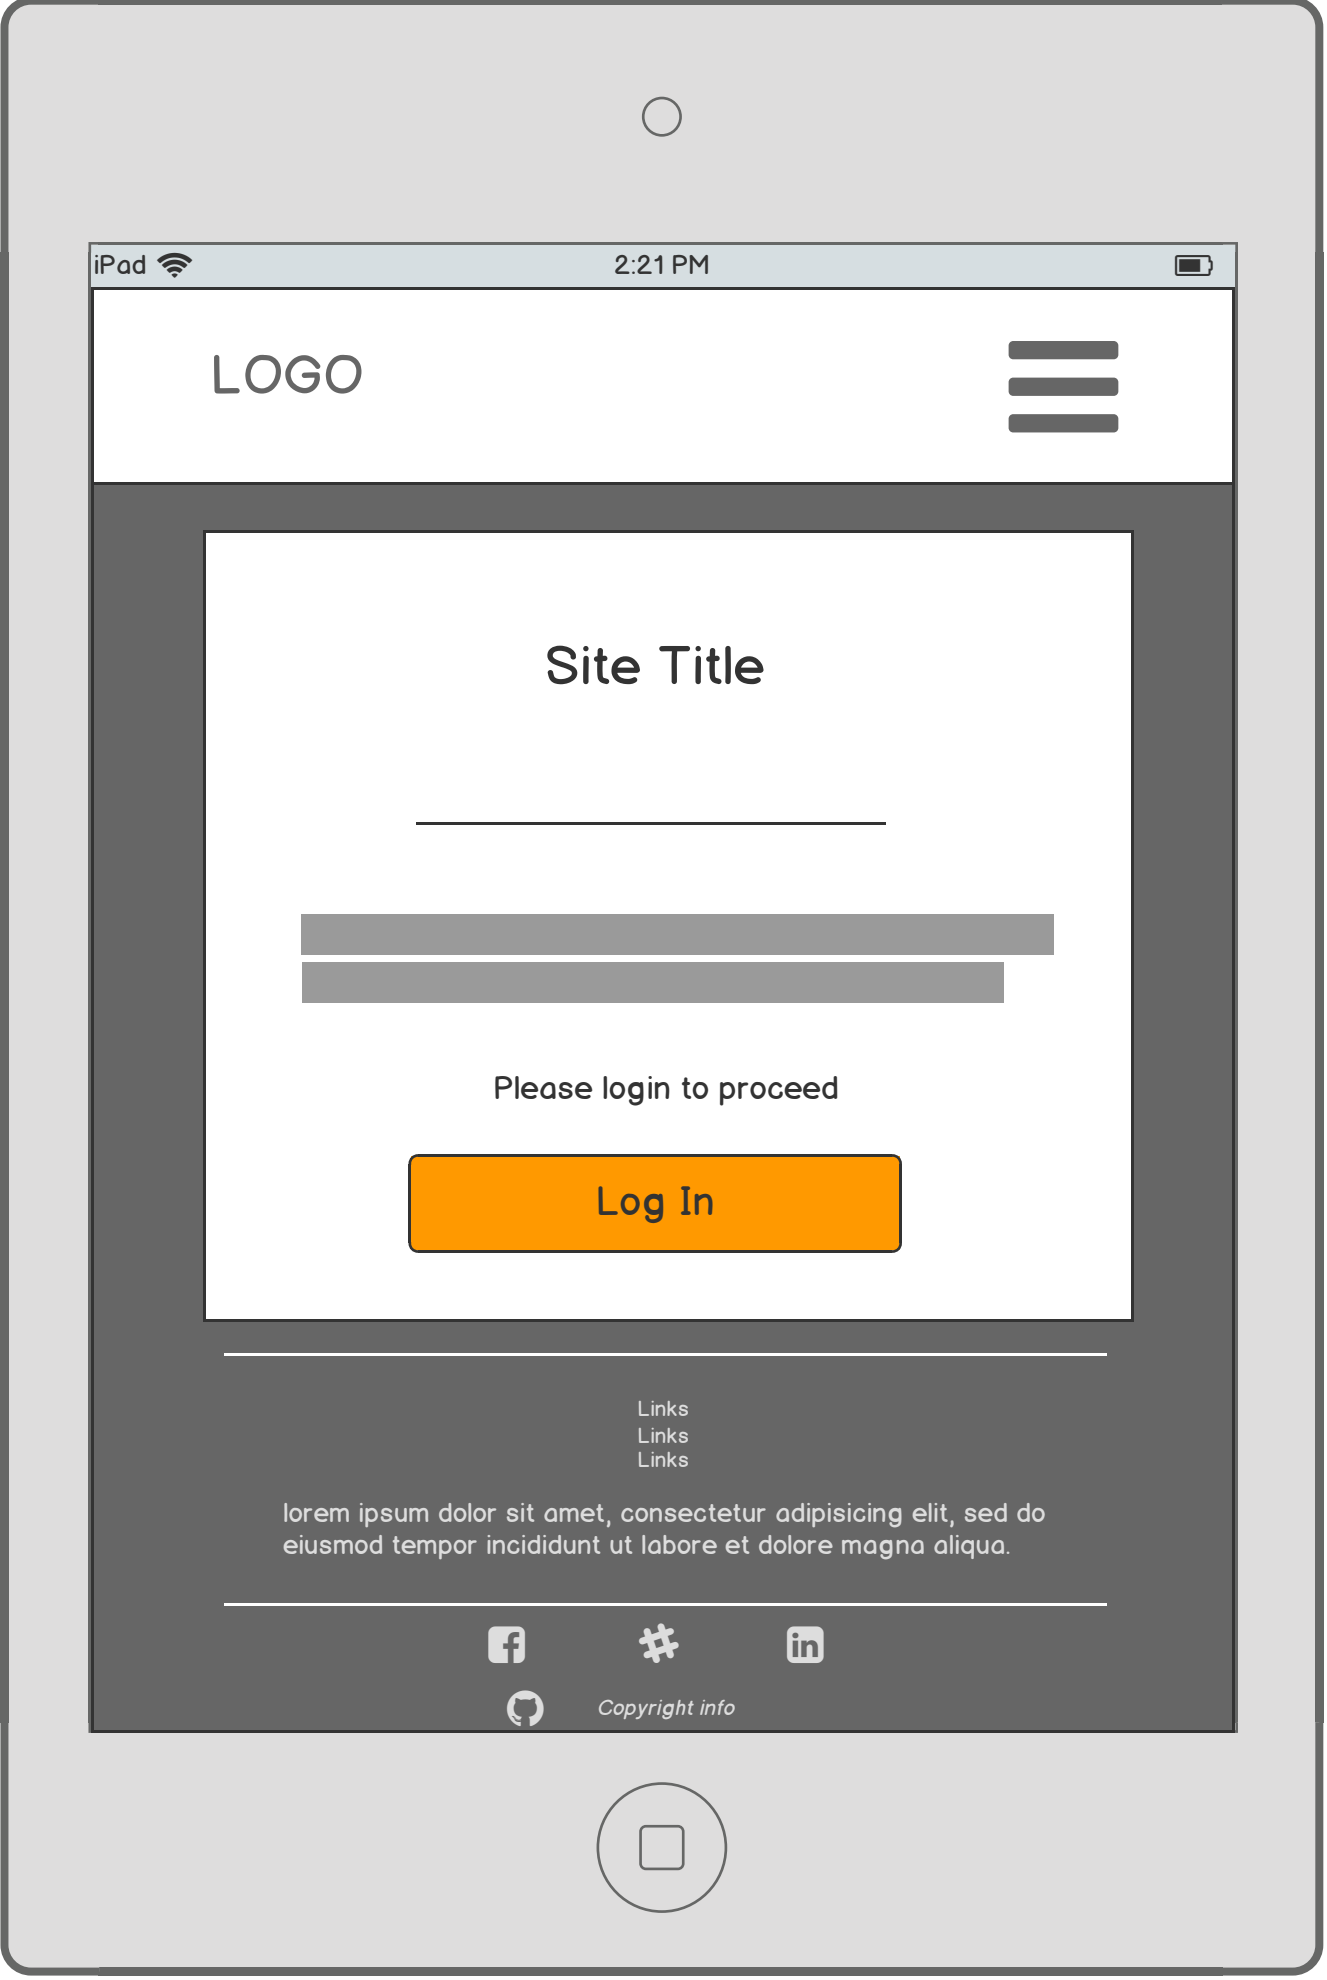 iPad 2:21 PM
LOGO
Site Title
Please login to proceed
Log In
Links
Links
Links
lorem ipsum dolor sit amet, consectetur adipisicing elit, sed do
eiusmod tempor incididunt ut labore et dolore magna aliqua.
Copyright info